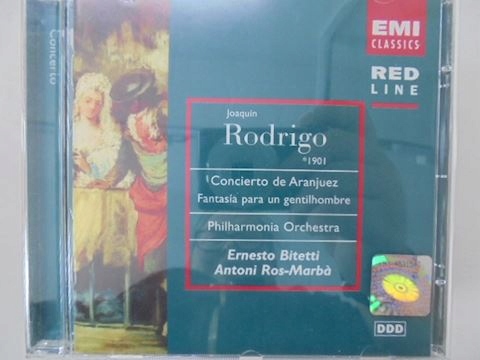 Concerto
EMI
CLASSICS
RED
LINE
Joaquín
Rodrigo
*1901
Concierto de Aranjuez
Fantasía para un gentilhombre
Philharmonia Orchestra
Ernesto Bitetti
Antoni Ros-Marbà
DDD